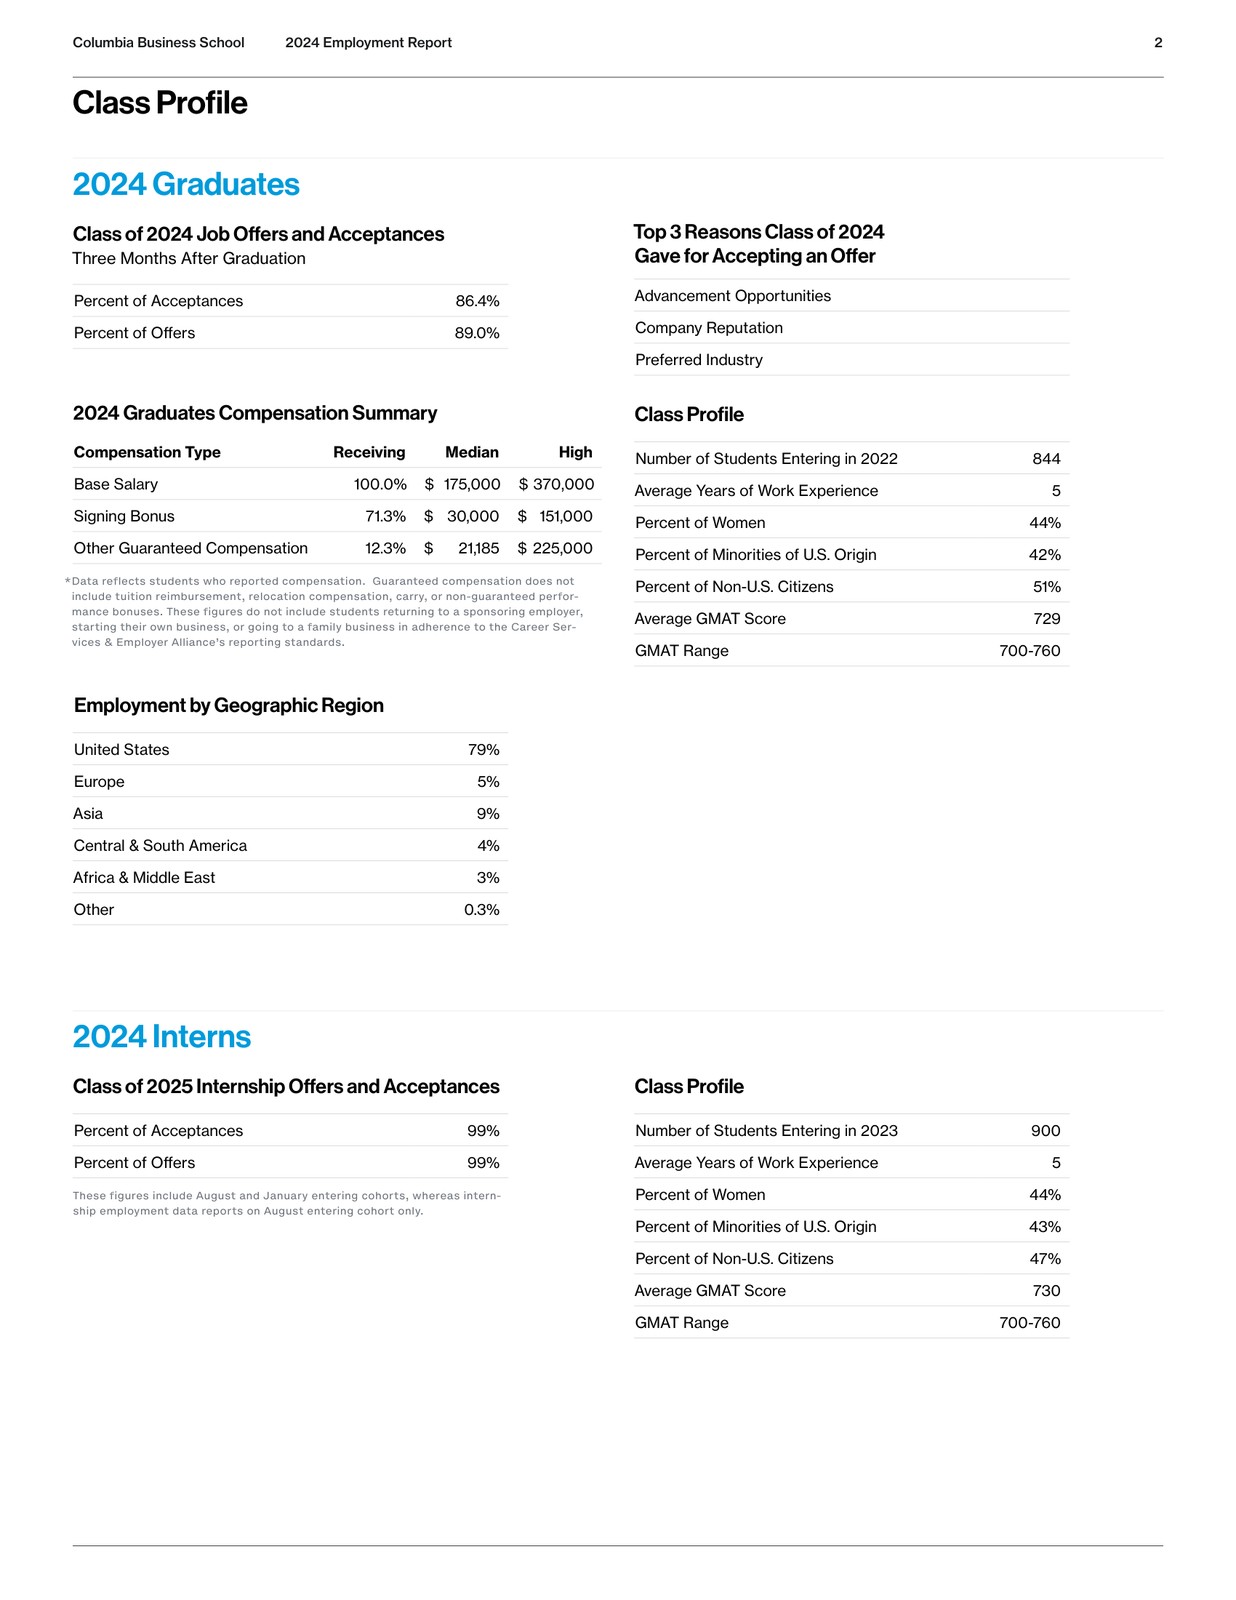 Columbia Business School 2024 Employment Report 2
Class Profile
2024 Graduates
Class of 2024 Job Offers and Acceptances
Three Months After Graduation
Percent of Acceptances 86.4%
Percent of Offers 89.0%
Top 3 Reasons Class of 2024
Gave for Accepting an Offer
Advancement Opportunities
Company Reputation
Preferred Industry
2024 Graduates Compensation Summary
Compensation Type Receiving Median High
Base Salary 100.0% $ 175,000 $ 370,000
Signing Bonus 71.3% $ 30,000 $ 151,000
Other Guaranteed Compensation 12.3% $ 21,185 $ 225,000
*Data reflects students who reported compensation. Guaranteed compensation does not
include tuition reimbursement, relocation compensation, carry, or non-guaranteed perfor-
mance bonuses. These figures do not include students returning to a sponsoring employer,
starting their own business, or going to a family business in adherence to the Career Ser-
vices & Employer Alliance's reporting standards.
Class Profile
Number of Students Entering in 2022 844
Average Years of Work Experience 5
Percent of Women 44%
Percent of Minorities of U.S. Origin 42%
Percent of Non-U.S. Citizens 51%
Average GMAT Score 729
GMAT Range 700-760
Employment by Geographic Region
United States 79%
Europe 5%
Asia 9%
Central & South America 4%
Africa & Middle East 3%
Other 0.3%
2024 Interns
Class of 2025 Internship Offers and Acceptances
Percent of Acceptances 99%
Percent of Offers 99%
These figures include August and January entering cohorts, whereas intern-
ship employment data reports on August entering cohort only.
Class Profile
Number of Students Entering in 2023 900
Average Years of Work Experience 5
Percent of Women 44%
Percent of Minorities of U.S. Origin 43%
Percent of Non-U.S. Citizens 47%
Average GMAT Score 730
GMAT Range 700-760